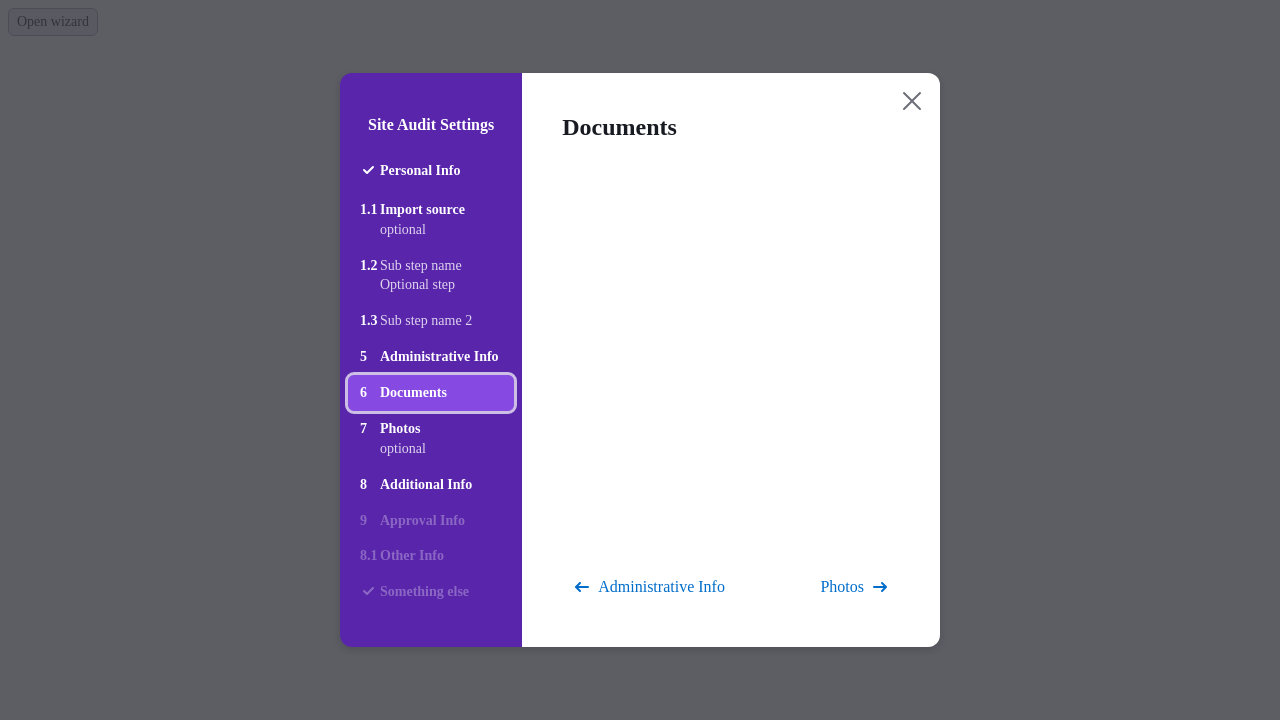 Open wizard
Site Audit Settings
Personal Info
1.1 Import source
optional
1.2 Sub step name
Optional step
1.3 Sub step name 2
5 Administrative Info
6 Documents
7 Photos
optional
8 Additional Info
9 Approval Info
8.1 Other Info
Something else
Documents
Administrative Info
Photos